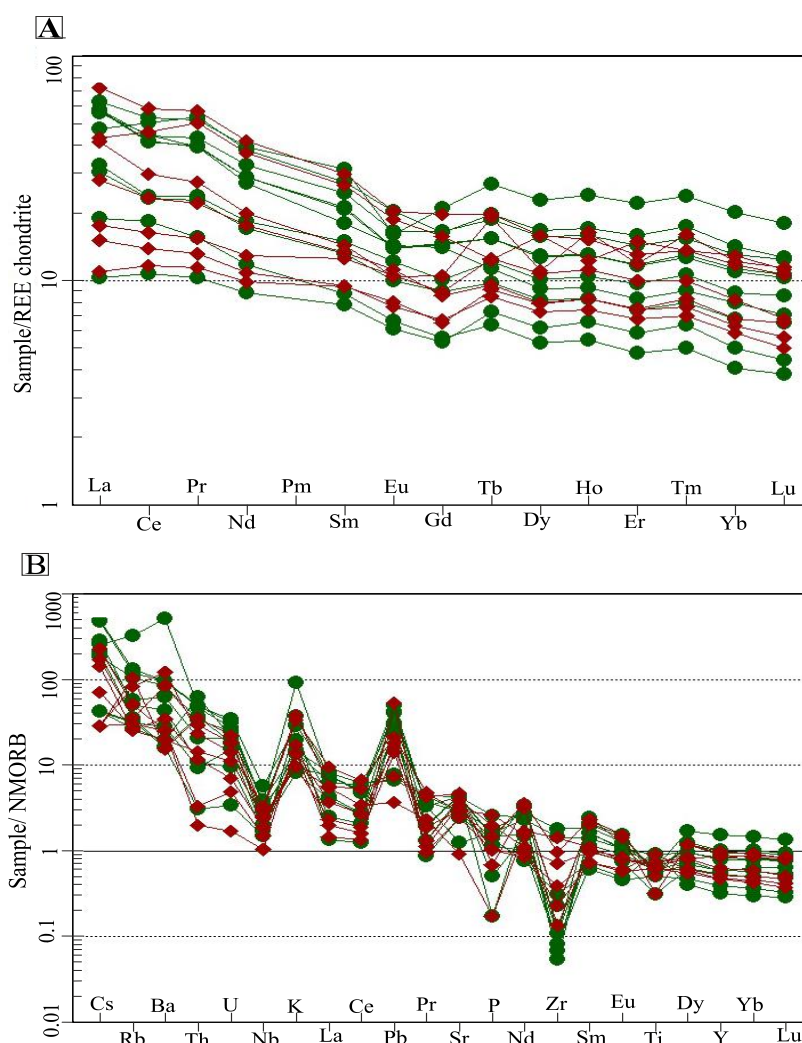 A
100
10
1
Sample/REE chondrite
La Pr Pm Eu Tb Ho Tm Lu
Ce Nd Sm Gd Dy Er Yb
B
1000
100
10
1
0.1
0.01
Sample/ NMORB
Cs Ba U K Ce Pr P Zr Eu Dy Yb
Rb Th Nb La Pb Sr Nd Sm Ti Y Lu